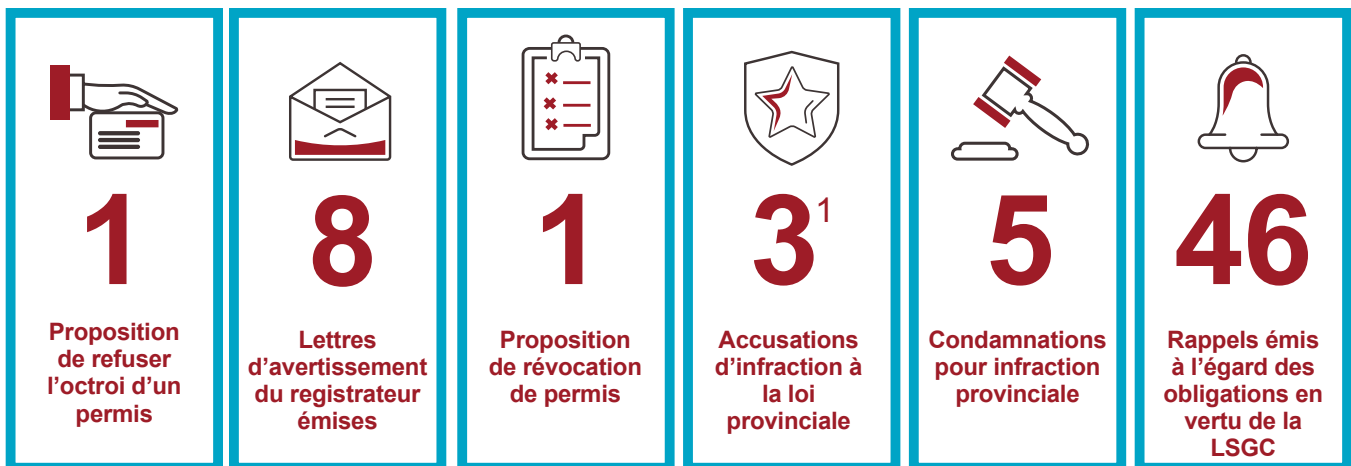 1
Proposition
de refuser
l’octroi d’un
permis
8
Lettres
d’avertissement
du registrateur
émises
1
Proposition
de révocation
de permis
3¹
Accusations
d’infraction à
la loi
provinciale
5
Condamnations
pour infraction
provinciale
46
Rappels émis
à l’égard des
obligations en
vertu de la
LSGC